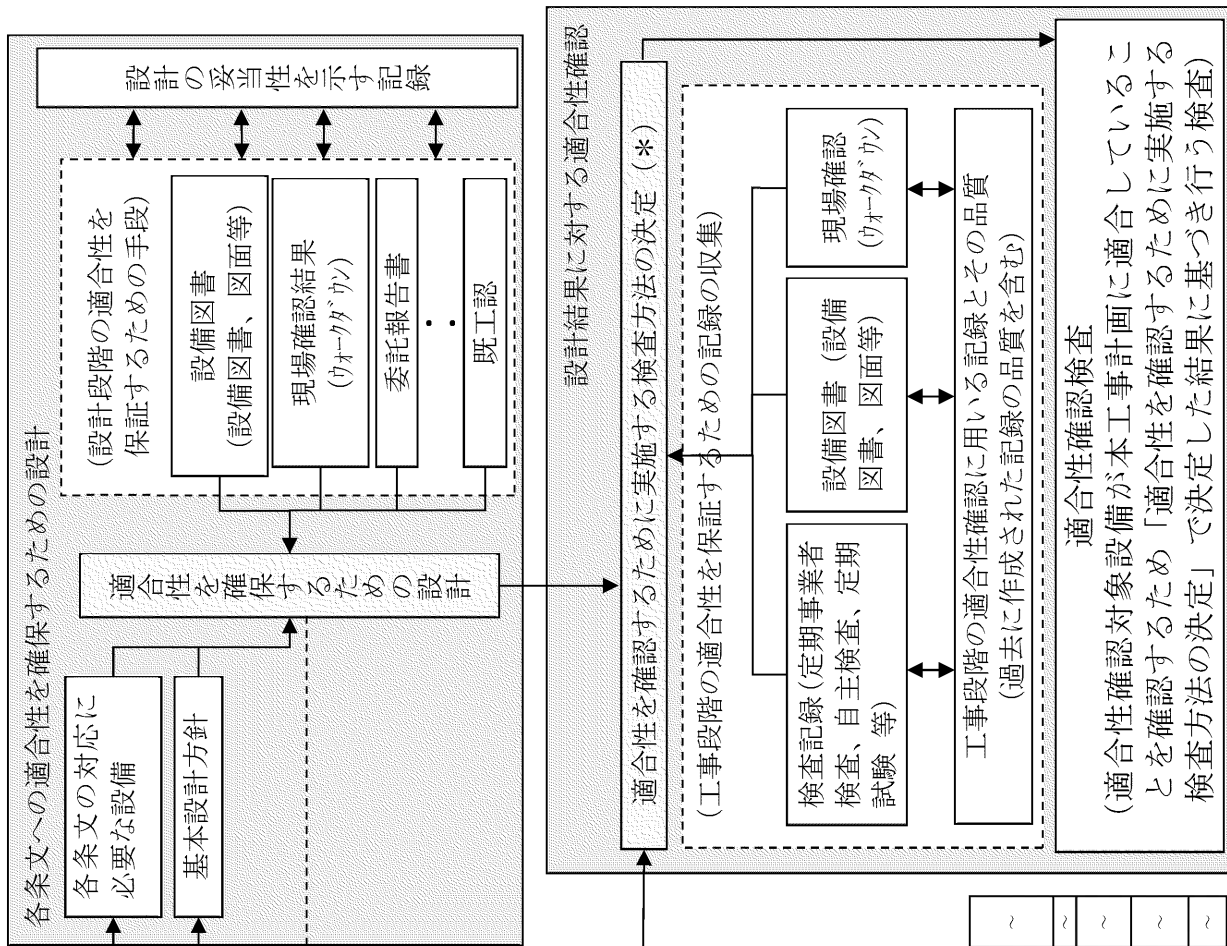 各条文への適合性を確保するための設計
各条文の対応に
必要な設備
基本設計方針
適合性を確保するための設計
(設計段階の適合性を
保証するための手段)
設備図書
(設備図書、図面等)
現場確認結果
(ウォークダウン)
委託報告書
・・
既工認
設計の妥当性を示す記録
設計結果に対する適合性確認
適合性を確認するために実施する検査方法の決定 (*)
(工事段階の適合性を保証するための記録の収集)
検査記録 (定期事業者
検査、自主検査、定期
試験 等)
設備図書 (設備
図書、図面等)
現場確認
(ウォークダウン)
工事段階の適合性確認に用いる記録とその品質
(過去に作成された記録の品質を含む)
適合性確認検査
(適合性確認対象設備が本工事計画に適合しているこ
とを確認するため「適合性を確認するために実施する
検査方法の決定」で決定した結果に基づき行う検査)
~
~
~
~
~